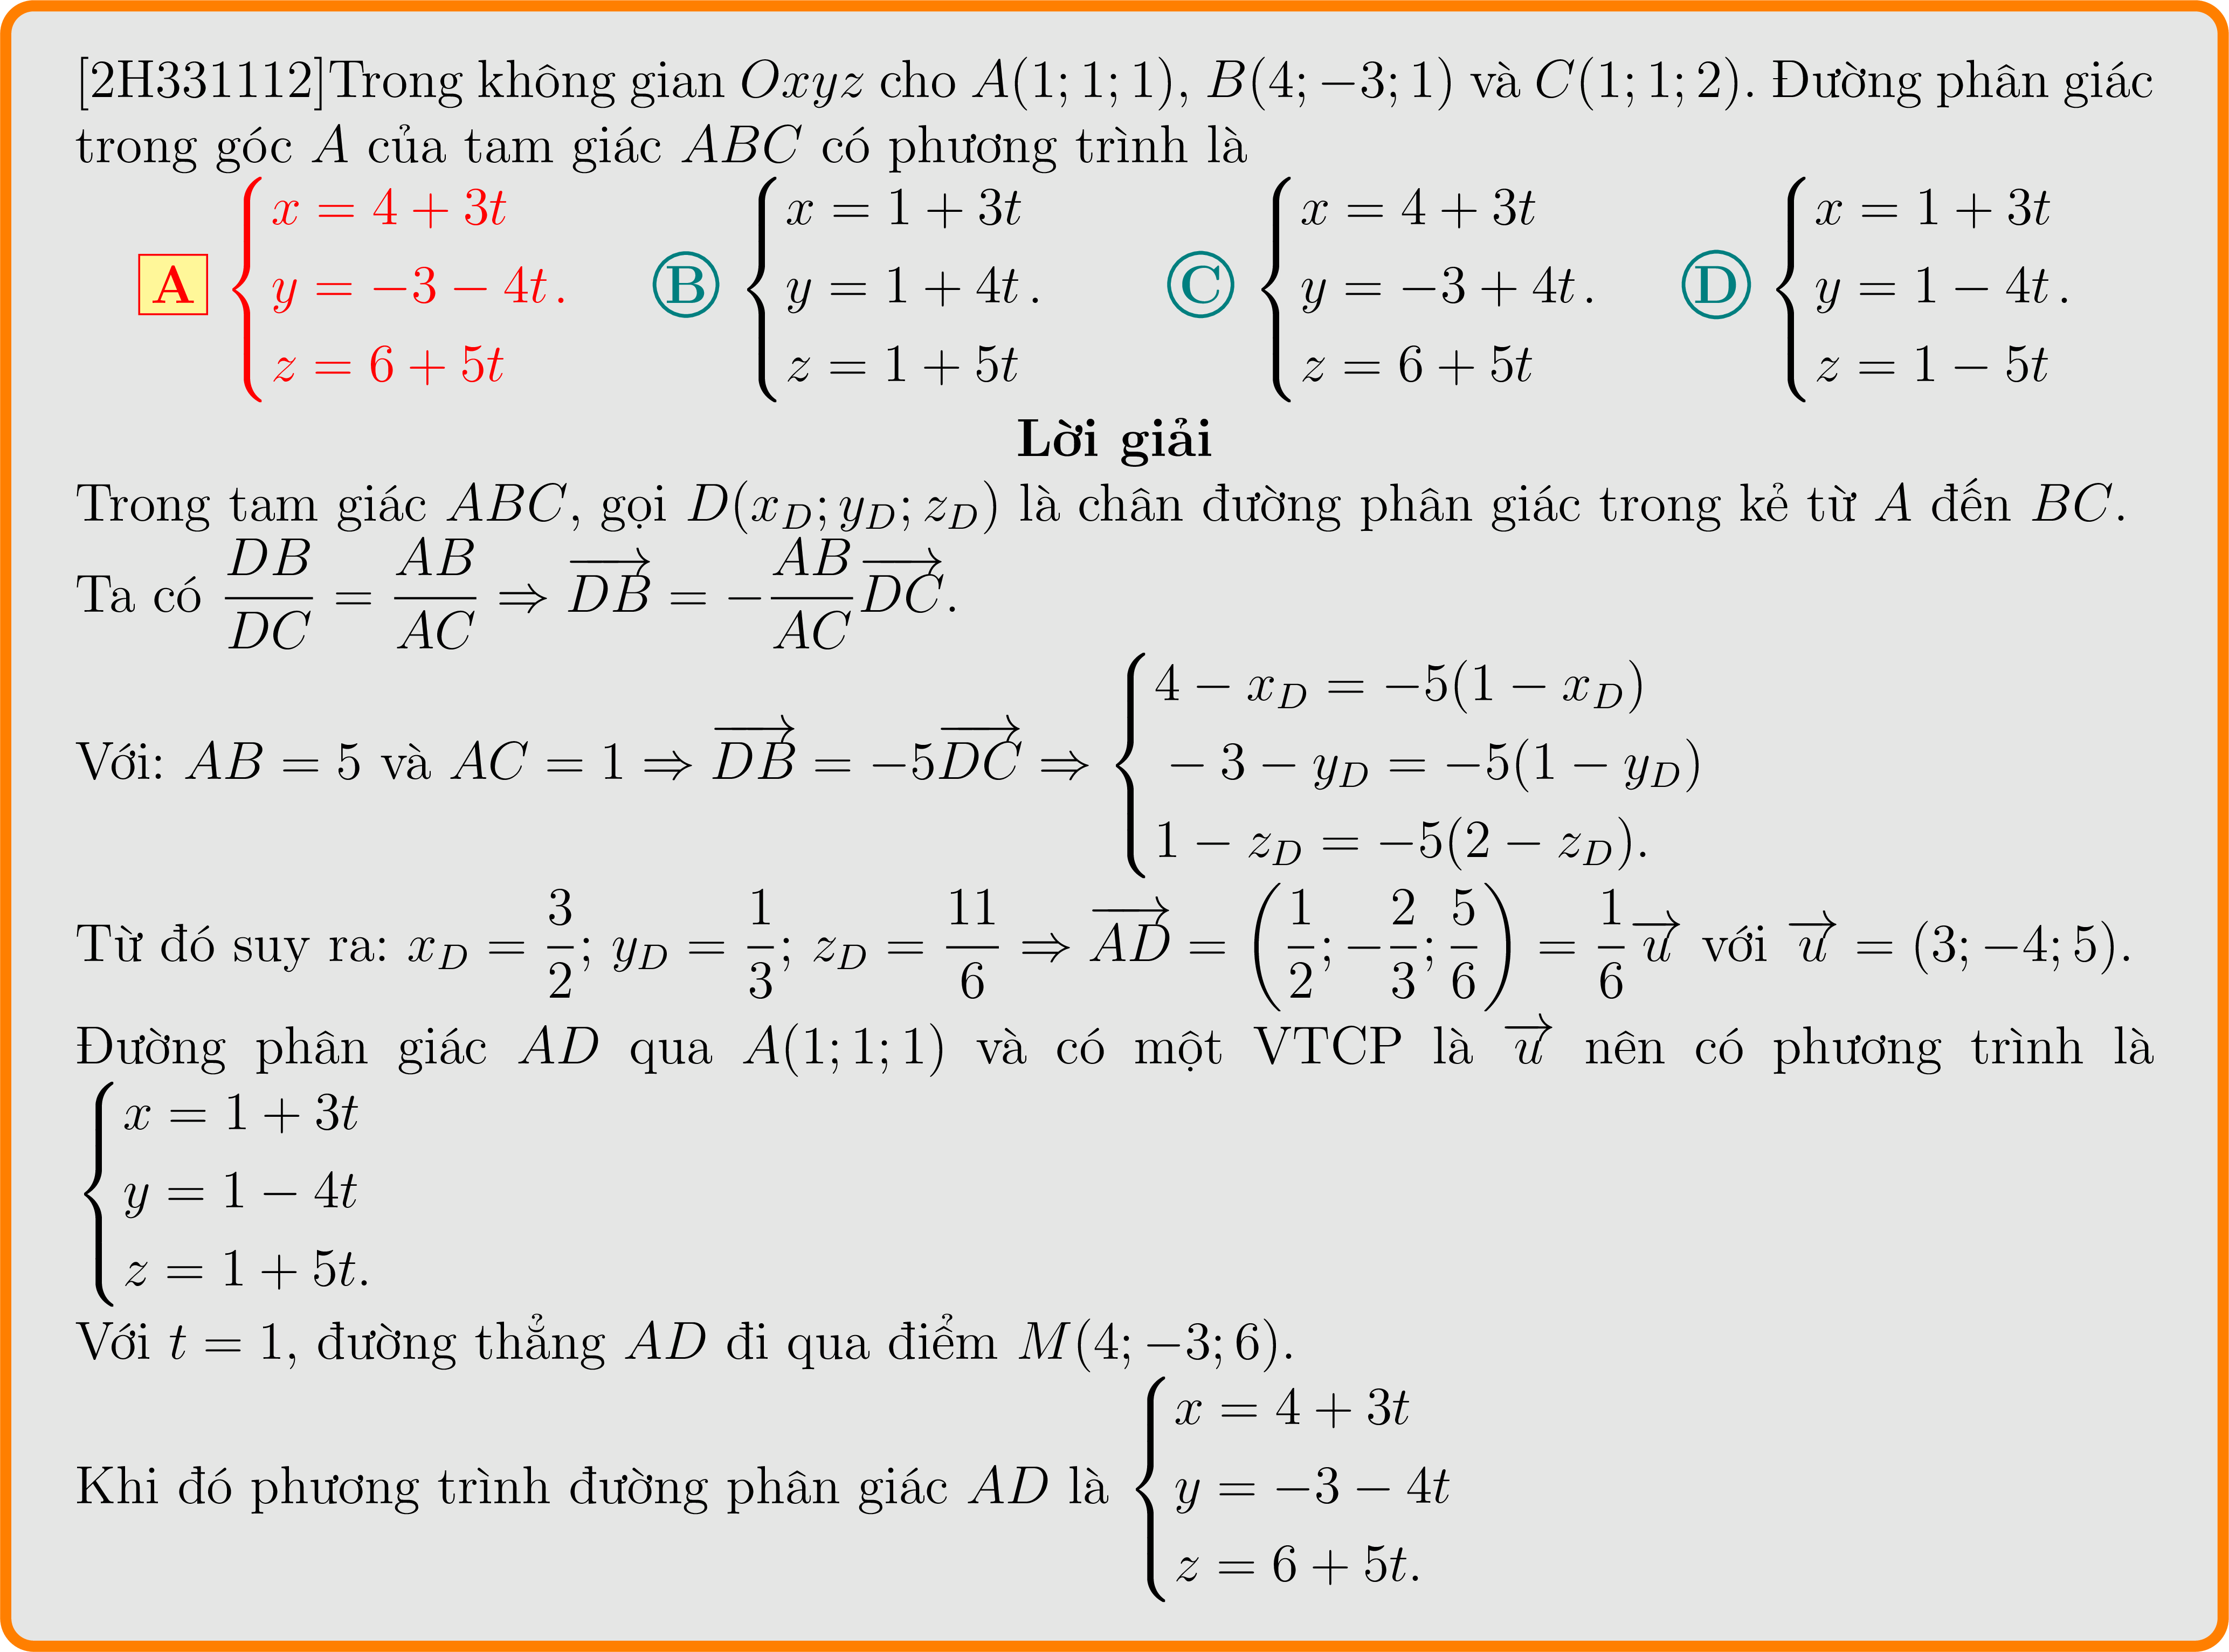 [2H331112]Trong không gian $Oxyz$ cho $A(1;1;1)$, $B(4;-3;1)$ và $C(1;1;2)$. Đường phân giác
trong góc $A$ của tam giác $ABC$ có phương trình là
A $\begin{cases} x = 4 + 3t \\ y = -3 - 4t \\ z = 6 + 5t \end{cases}$. B $\begin{cases} x = 1 + 3t \\ y = 1 + 4t \\ z = 1 + 5t \end{cases}$. C $\begin{cases} x = 4 + 3t \\ y = -3 + 4t \\ z = 6 + 5t \end{cases}$. D $\begin{cases} x = 1 + 3t \\ y = 1 - 4t \\ z = 1 - 5t \end{cases}$.
Lời giải
Trong tam giác $ABC$, gọi $D(x_D; y_D; z_D)$ là chân đường phân giác trong kẻ từ $A$ đến $BC$.
Ta có $\dfrac{DB}{DC} = \dfrac{AB}{AC} \Rightarrow \overrightarrow{DB} = -\dfrac{AB}{AC}\overrightarrow{DC}$.
Với: $AB = 5$ và $AC = 1 \Rightarrow \overrightarrow{DB} = -5\overrightarrow{DC} \Rightarrow \begin{cases} 4 - x_D = -5(1 - x_D) \\ -3 - y_D = -5(1 - y_D) \\ 1 - z_D = -5(2 - z_D). \end{cases}$
Từ đó suy ra: $x_D = \dfrac{3}{2}$; $y_D = \dfrac{1}{3}$; $z_D = \dfrac{11}{6} \Rightarrow \overrightarrow{AD} = \left(\dfrac{1}{2}; -\dfrac{2}{3}; \dfrac{5}{6}\right) = \dfrac{1}{6}\overrightarrow{u}$ với $\overrightarrow{u} = (3; -4; 5)$.
Đường phân giác $AD$ qua $A(1;1;1)$ và có một VTCP là $\overrightarrow{u}$ nên có phương trình là
$\begin{cases} x = 1 + 3t \\ y = 1 - 4t \\ z = 1 + 5t. \end{cases}$
Với $t = 1$, đường thẳng $AD$ đi qua điểm $M(4; -3; 6)$.
Khi đó phương trình đường phân giác $AD$ là $\begin{cases} x = 4 + 3t \\ y = -3 - 4t \\ z = 6 + 5t. \end{cases}$